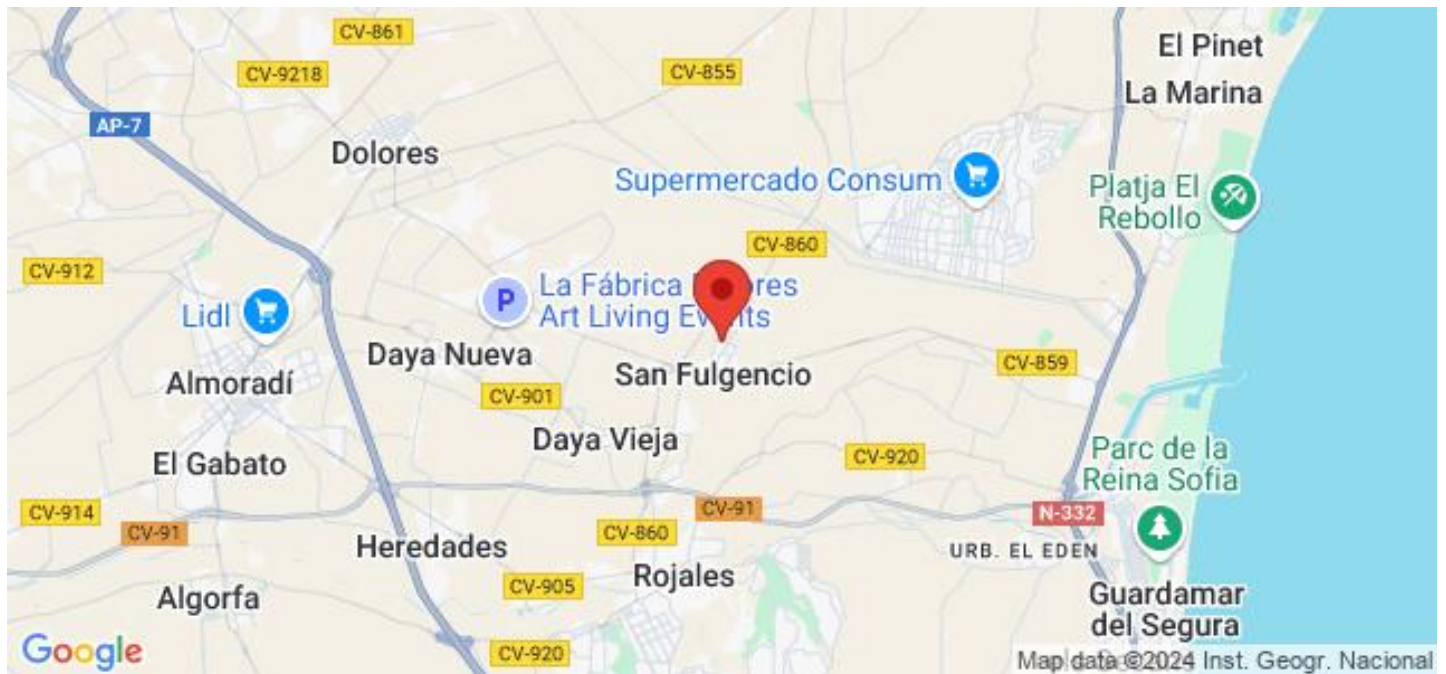 CV-861
El Pinet
CV-9218
CV-855
La Marina
AP-7
Dolores
Supermercado Consum
Platja El
Rebollo
CV-860
CV-912
La Fábrica
Art Living
P
Lidl
Daya Nueva
San Fulgencio
CV-859
Almoradí
CV-901
Daya Vieja
Parc de la
Reina Sofia
El Gabato
CV-920
CV-914
CV-91
CV-91
N-332
CV-860
Heredades
URB. EL EDEN
Rojales
CV-905
Algorfa
Guardamar
del Segura
CV-920
Google
Map data ©2024 Inst. Geogr. Nacional